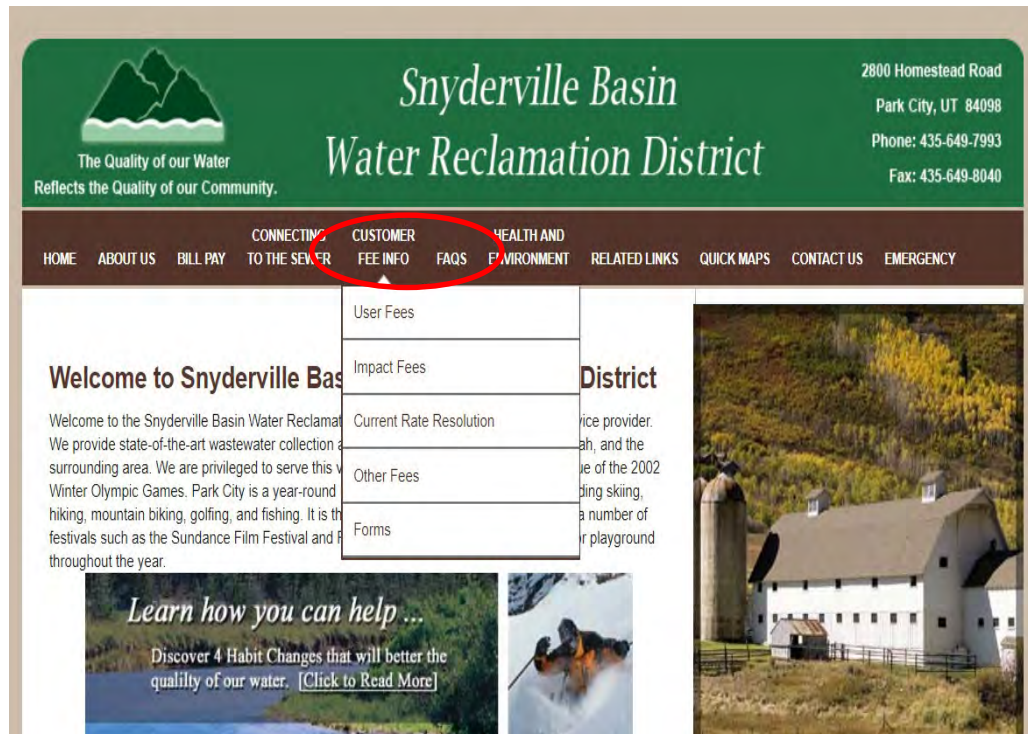 Snyderville Basin
Water Reclamation District
The Quality of our Water
Reflects the Quality of our Community.
2800 Homestead Road
Park City, UT 84098
Phone: 435-649-7993
Fax: 435-649-8040
HOME
ABOUT US
BILL PAY
CONNECTING
TO THE SEWER
CUSTOMER
FEE INFO
FAQS
HEALTH AND
ENVIRONMENT
RELATED LINKS
QUICK MAPS
CONTACT US
EMERGENCY
User Fees
Impact Fees
Current Rate Resolution
Other Fees
Forms
Welcome to Snyderville District
Welcome to the Snyderville Basin Water vice provider.
We provide state-of-the-art wastewater collection and the
surrounding area. We are privileged to serve this of the 2002
Winter Olympic Games. Park City is a year-round skiing,
hiking, mountain biking, golfing, and fishing. It is a number of
festivals such as the Sundance Film Festival and playground
throughout the year.
Learn how you can help ...
Discover 4 Habit Changes that will better the
qualilty of our water. [Click to Read More]